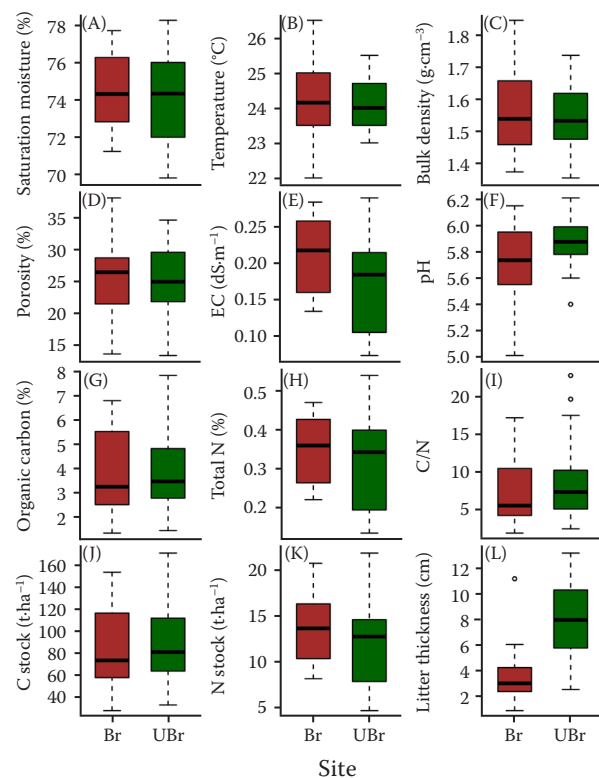 (A)
Saturation moisture (%)
78
76
74
72
70
(B)
Temperature (°C)
26
25
24
23
22
(C)
Bulk density (g·cm⁻³)
1.8
1.7
1.6
1.5
1.4
(D)
Porosity (%)
35
30
25
20
15
(E)
EC (dS·m⁻¹)
0.25
0.20
0.15
0.10
(F)
pH
6.2
6.0
5.8
5.6
5.4
5.2
5.0
(G)
Organic carbon (%)
8
7
6
5
4
3
2
(H)
Total N (%)
0.5
0.4
0.3
0.2
(I)
C/N
20
15
10
5
(J)
C stock (t·ha⁻¹)
160
140
120
100
80
60
40
Br
UBr
(K)
N stock (t·ha⁻¹)
20
15
10
5
Br
UBr
(L)
Litter thickness (cm)
12
10
8
6
4
2
Br
UBr
Site